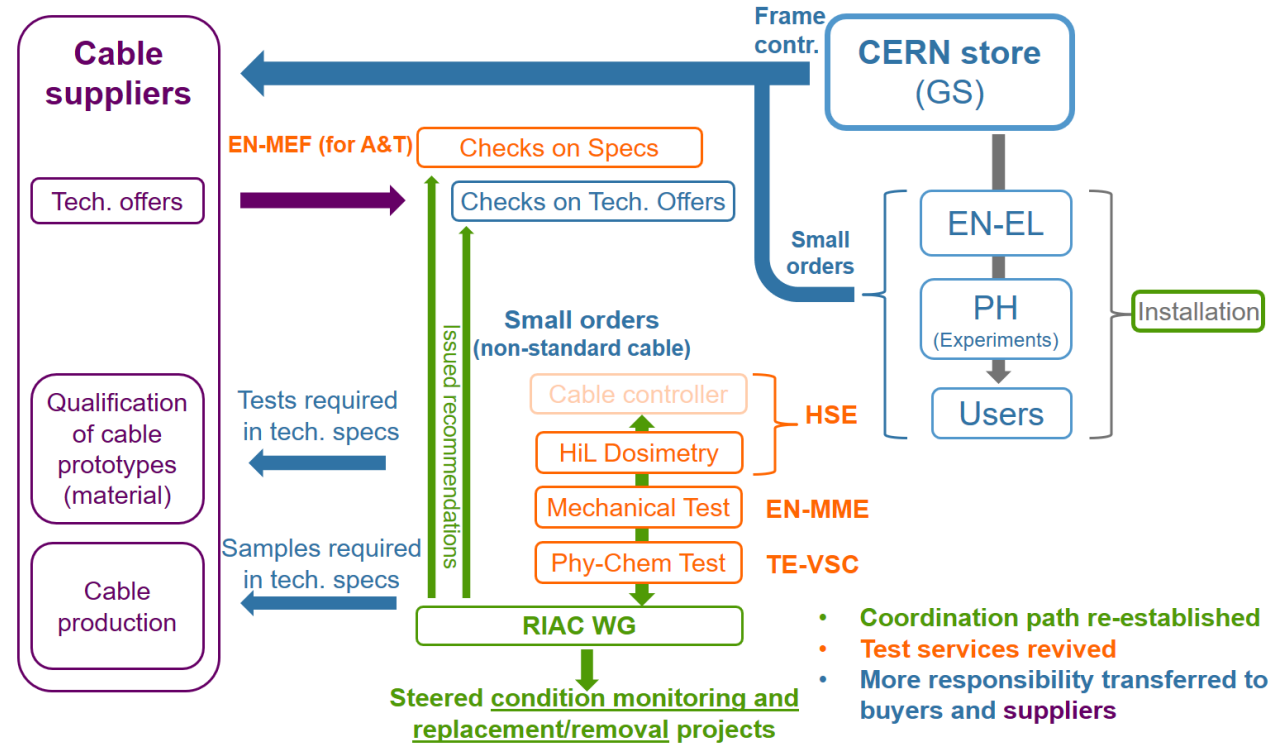 Cable
suppliers
Tech. offers
Qualification
of cable
prototypes
(material)
Cable
production
Frame
contr.
CERN store
(GS)
EN-MEF (for A&T)
Checks on Specs
Checks on Tech. Offers
Small
orders
EN-EL
PH
(Experiments)
Users
Installation
Issued recommendations
Small orders
(non-standard cable)
Tests required
in tech. specs
Samples required
in tech. specs
Cable controller
HiL Dosimetry
HSE
Mechanical Test
EN-MME
Phy-Chem Test
TE-VSC
RIAC WG
Steered condition monitoring and
replacement/removal projects
• Coordination path re-established
• Test services revived
• More responsibility transferred to
buyers and suppliers